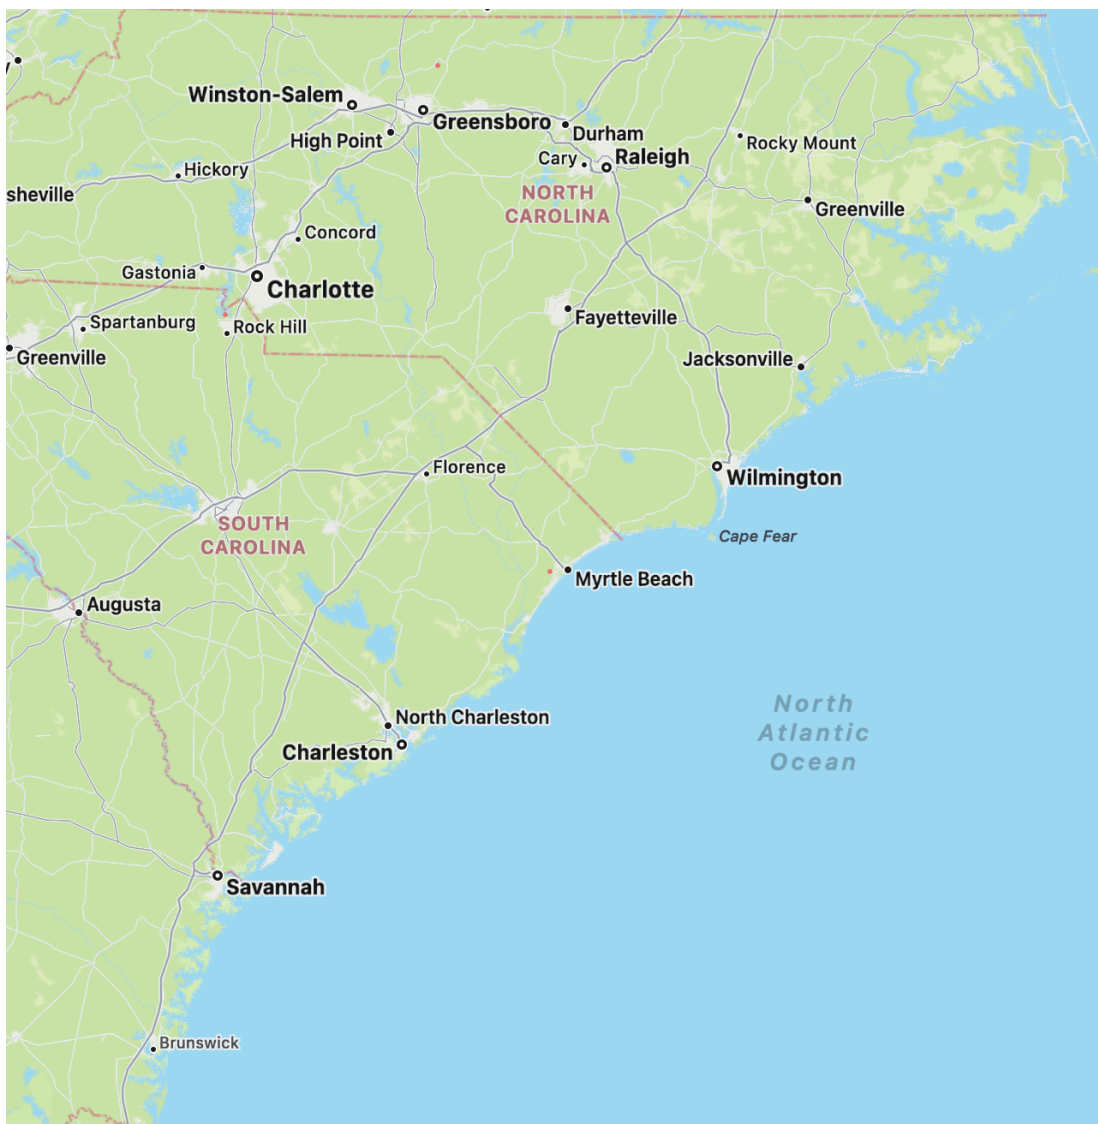 Winston-Salem
Greensboro
High Point
Durham
Rocky Mount
Cary
Raleigh
Hickory
sheville
NORTH
CAROLINA
Greenville
Concord
Gastonia
Charlotte
Spartanburg
Rock Hill
Fayetteville
Greenville
Jacksonville
Florence
Wilmington
SOUTH
CAROLINA
Cape Fear
Myrtle Beach
Augusta
North
Atlantic
Ocean
North Charleston
Charleston
Savannah
Brunswick